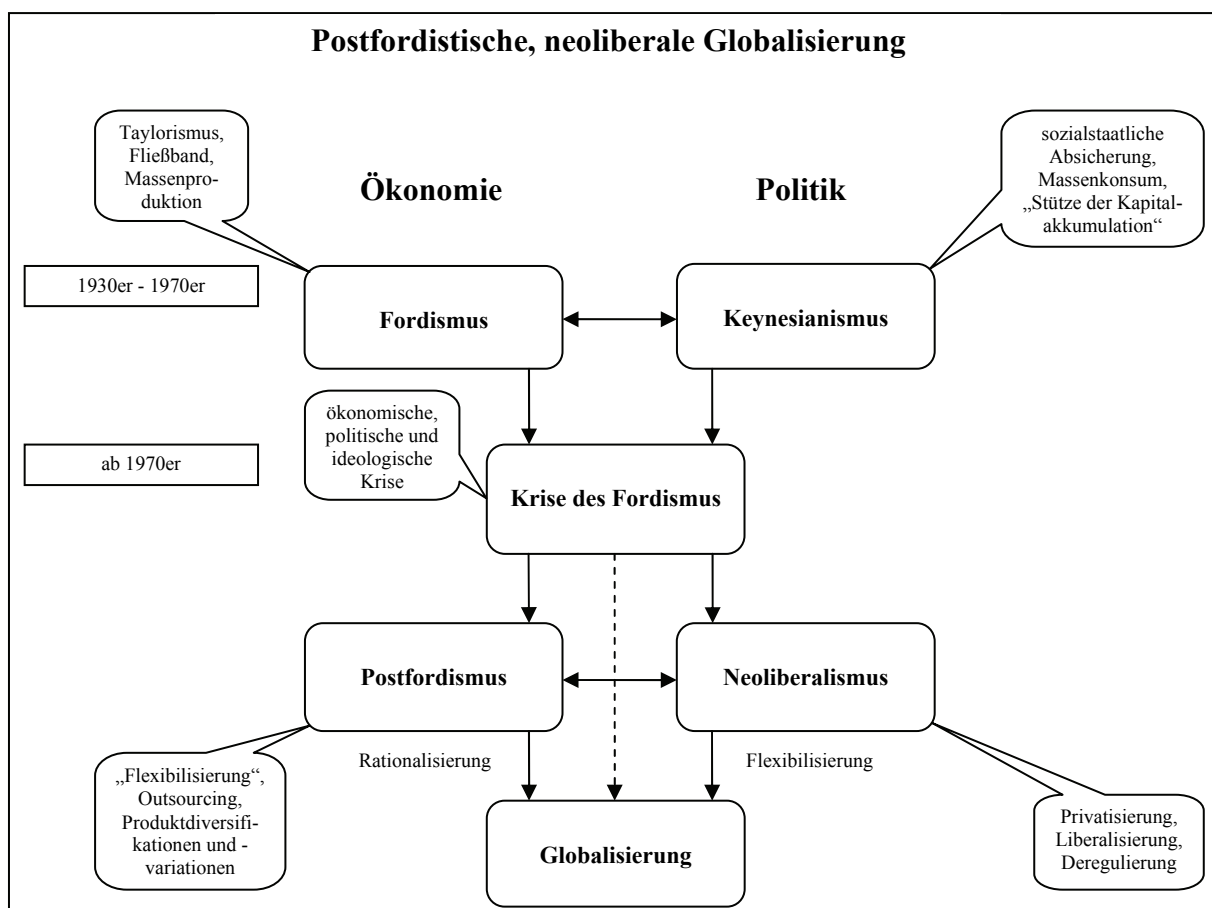 Postfordistische, neoliberale Globalisierung
Taylorismus,
Fließband,
Massenpro-
duktion
Ökonomie
Politik
sozialstaatliche
Absicherung,
Massenkonsum,
„Stütze der Kapital-
akkumulation“
1930er - 1970er
Fordismus
Keynesianismus
ökonomische,
politische und
ideologische
Krise
ab 1970er
Krise des Fordismus
Postfordismus
Neoliberalismus
Rationalisierung
Flexibilisierung
„Flexibilisierung“,
Outsourcing,
Produktdiversifi-
kationen und -
variationen
Globalisierung
Privatisierung,
Liberalisierung,
Deregulierung